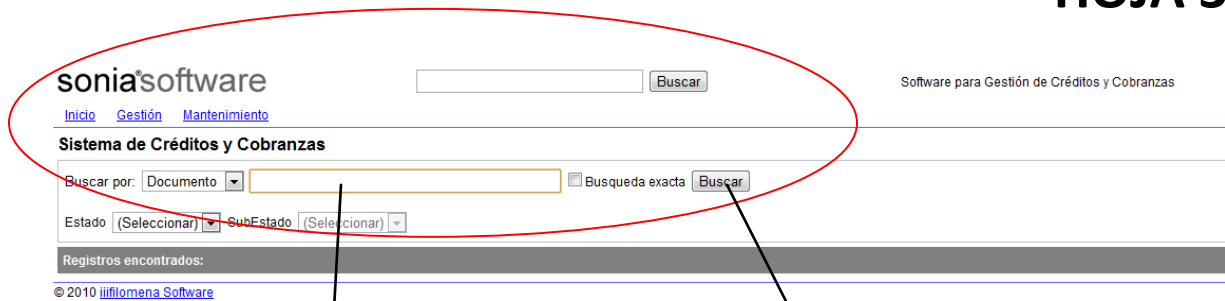 HOJA S
sonia®software
Buscar
Software para Gestión de Créditos y Cobranzas
Inicio Gestión Mantenimiento
Sistema de Créditos y Cobranzas
Buscar por: Documento Busqueda exacta Buscar
Estado (Seleccionar) SubEstado (Seleccionar)
Registros encontrados:
© 2010 iiifilomena Software